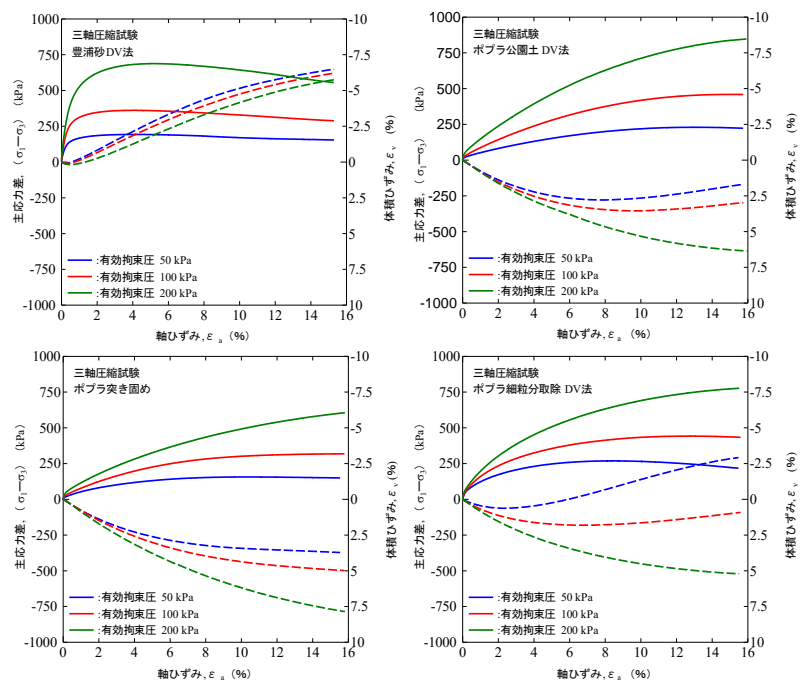 三軸圧縮試験
豊浦砂DV法
主応力差,（σ₁―σ₃）（kPa）
体積ひずみ,ε_v（%）
1000
750
500
250
0
-250
-500
-750
-1000
-10
-7.5
-5
-2.5
0
2.5
5
7.5
10
:有効拘束圧 50 kPa
:有効拘束圧 100 kPa
:有効拘束圧 200 kPa
0 2 4 6 8 10 12 14 16
軸ひずみ,ε_a（%）
三軸圧縮試験
ポプラ公園土 DV法
主応力差,（σ₁―σ₃）（kPa）
体積ひずみ,ε_v（%）
1000
750
500
250
0
-250
-500
-750
-1000
-10
-7.5
-5
-2.5
0
2.5
5
7.5
10
:有効拘束圧 50 kPa
:有効拘束圧 100 kPa
:有効拘束圧 200 kPa
0 2 4 6 8 10 12 14 16
軸ひずみ,ε_a（%）
三軸圧縮試験
ポプラ突き固め
主応力差,（σ₁―σ₃）（kPa）
体積ひずみ,ε_v（%）
1000
750
500
250
0
-250
-500
-750
-1000
-10
-7.5
-5
-2.5
0
2.5
5
7.5
10
:有効拘束圧 50 kPa
:有効拘束圧 100 kPa
:有効拘束圧 200 kPa
0 2 4 6 8 10 12 14 16
軸ひずみ,ε_a（%）
三軸圧縮試験
ポプラ細粒分取除 DV法
主応力差,（σ₁―σ₃）（kPa）
体積ひずみ,ε_v（%）
1000
750
500
250
0
-250
-500
-750
-1000
-10
-7.5
-5
-2.5
0
2.5
5
7.5
10
:有効拘束圧 50 kPa
:有効拘束圧 100 kPa
:有効拘束圧 200 kPa
0 2 4 6 8 10 12 14 16
軸ひずみ,ε_a（%）